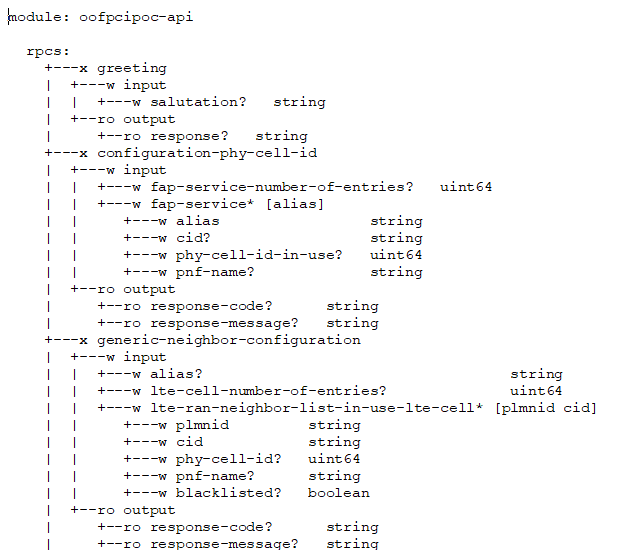 module: oofpcipoc-api
  rpcs:
    +---x greeting
    |  +---w input
    |  |  +---w salutation?   string
    |  +--ro output
    |     +--ro response?   string
    +---x configuration-phy-cell-id
    |  +---w input
    |  |  +---w fap-service-number-of-entries?   uint64
    |  |  +---w fap-service* [alias]
    |  |     +---w alias                 string
    |  |     +---w cid?                  string
    |  |     +---w phy-cell-id-in-use?   uint64
    |  |     +---w pnf-name?             string
    |  +--ro output
    |     +--ro response-code?      string
    |     +--ro response-message?   string
    +---x generic-neighbor-configuration
    |  +---w input
    |  |  +---w alias?                                   string
    |  |  +---w lte-cell-number-of-entries?              uint64
    |  |  +---w lte-ran-neighbor-list-in-use-lte-cell* [plmnid cid]
    |  |     +---w plmnid         string
    |  |     +---w cid            string
    |  |     +---w phy-cell-id?   uint64
    |  |     +---w pnf-name?      string
    |  |     +---w blacklisted?   boolean
    |  +--ro output
    |     +--ro response-code?      string
    |     +--ro response-message?   string